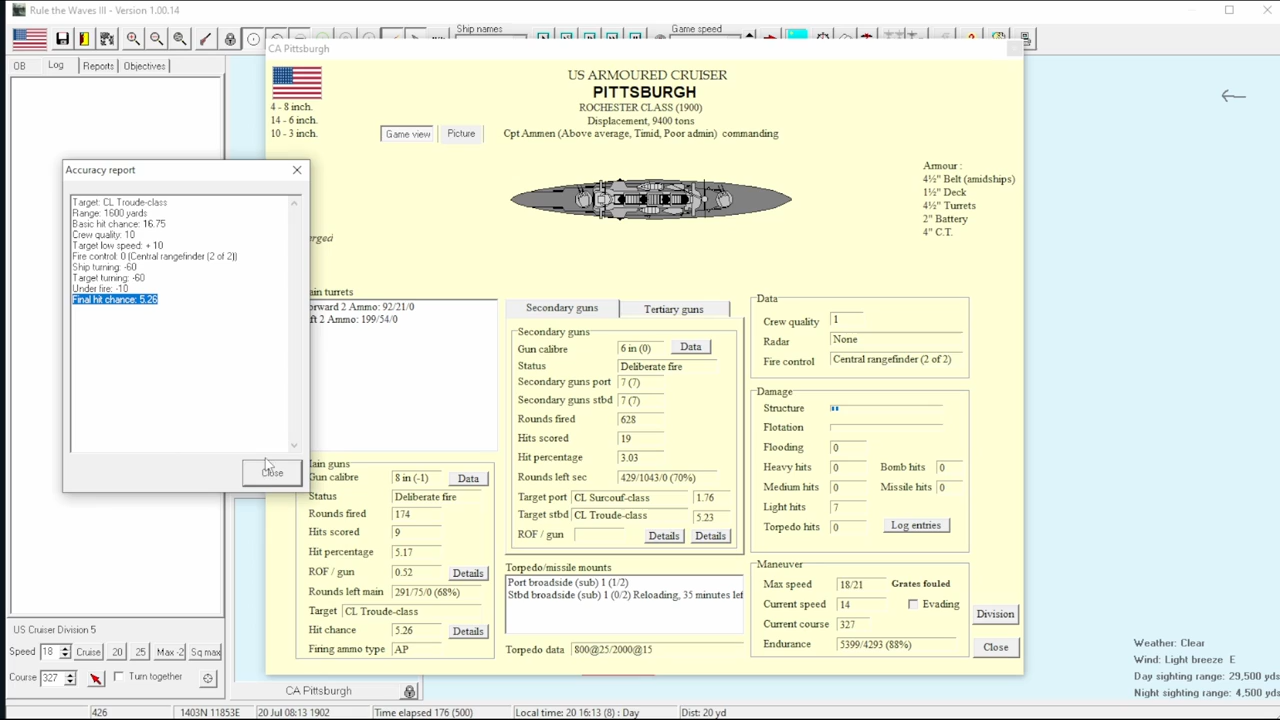 Rule the Waves III - Version 1.00.14
Ship names
Game speed
OB
Log
Reports
Objectives
CA Pittsburgh
US ARMOURED CRUISER
PITTSBURGH
ROCHESTER CLASS (1900)
Displacement, 9400 tons
Cpt Ammen (Above average, Timid, Poor admin) commanding
4 - 8 inch.
14 - 6 inch.
10 - 3 inch.
Game view
Picture
Armour :
4½" Belt (amidships)
1½" Deck
4½" Turrets
2" Battery
4" C.T.
Accuracy report
Target: CL Troude-class
Range: 1600 yards
Basic hit chance: 16.75
Crew quality: 10
Target low speed: + 10
Fire control: 0 (Central rangefinder (2 of 2))
Ship turning: -60
Target turning: -60
Under fire: -10
Final hit chance: 5.26
Close
erged
ain turrets
orward 2 Ammo: 92/21/0
ft 2 Ammo: 199/54/0
ain guns
Gun calibre 8 in (-1) Data
Status Deliberate fire
Rounds fired 174
Hits scored 9
Hit percentage 5.17
ROF / gun 0.52 Details
Rounds left main 291/75/0 (68%)
Target CL Troude-class
Hit chance 5.26 Details
Firing ammo type AP
Secondary guns
Tertiary guns
Secondary guns
Gun calibre 6 in (0) Data
Status Deliberate fire
Secondary guns port 7 (7)
Secondary guns stbd 7 (7)
Rounds fired 628
Hits scored 19
Hit percentage 3.03
Rounds left sec 429/1043/0 (70%)
Target port CL Surcouf-class 1.76
Target stbd CL Troude-class 5.23
ROF / gun Details Details
Torpedo/missile mounts
Port broadside (sub) 1 (1/2)
Stbd broadside (sub) 1 (0/2) Reloading, 35 minutes lef
Torpedo data 800@25/2000@15
Data
Crew quality 1
Radar None
Fire control Central rangefinder (2 of 2)
Damage
Structure
Flotation
Flooding 0
Heavy hits 0 Bomb hits 0
Medium hits 0 Missile hits 0
Light hits 7
Torpedo hits 0 Log entries
Maneuver
Max speed 18/21 Grates fouled
Current speed 14 Evading
Current course 327
Endurance 5399/4293 (88%)
Division
Close
US Cruiser Division 5
Speed 18 Cruise 20 25 Max -2 Sq max
Course 327 Turn together
CA Pittsburgh
Weather: Clear
Wind: Light breeze E
Day sighting range: 29,500 yds
Night sighting range: 4,500 yds
426
1403N 11853E
20 Jul 08:13 1902
Time elapsed 176 (500)
Local time: 20 16:13 (8) : Day
Dist: 20 yd